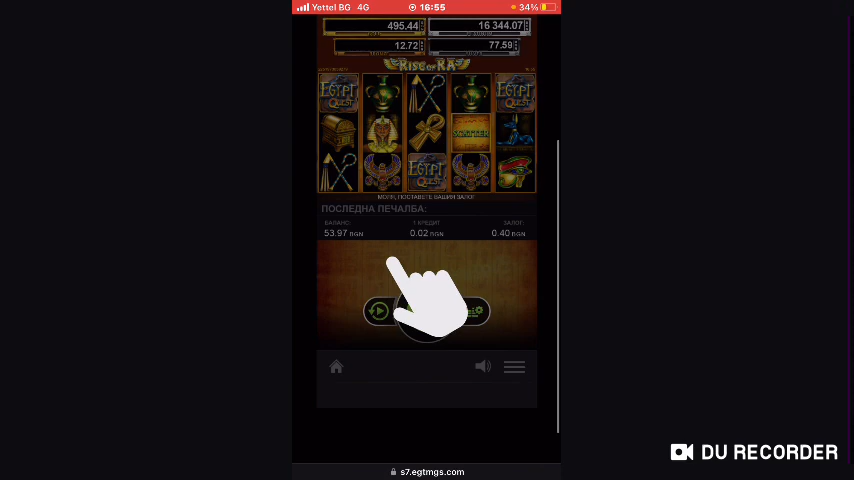 Yettel BG 4G
16:55
34%
495.44
16 344.07
12.72
77.59
RISE OF RA
EGYPT QUEST
EGYPT QUEST
SCATTER
EGYPT QUEST
МОЛЯ, ПОСТАВЕТЕ ВАШИЯ ЗАЛОГ
ПОСЛЕДНА ПЕЧАЛБА:
БАЛАНС: 1 КРЕДИТ ЗАЛОГ:
53.97 BGN 0.02 BGN 0.40 BGN
DU RECORDER
s7.egtmgs.com